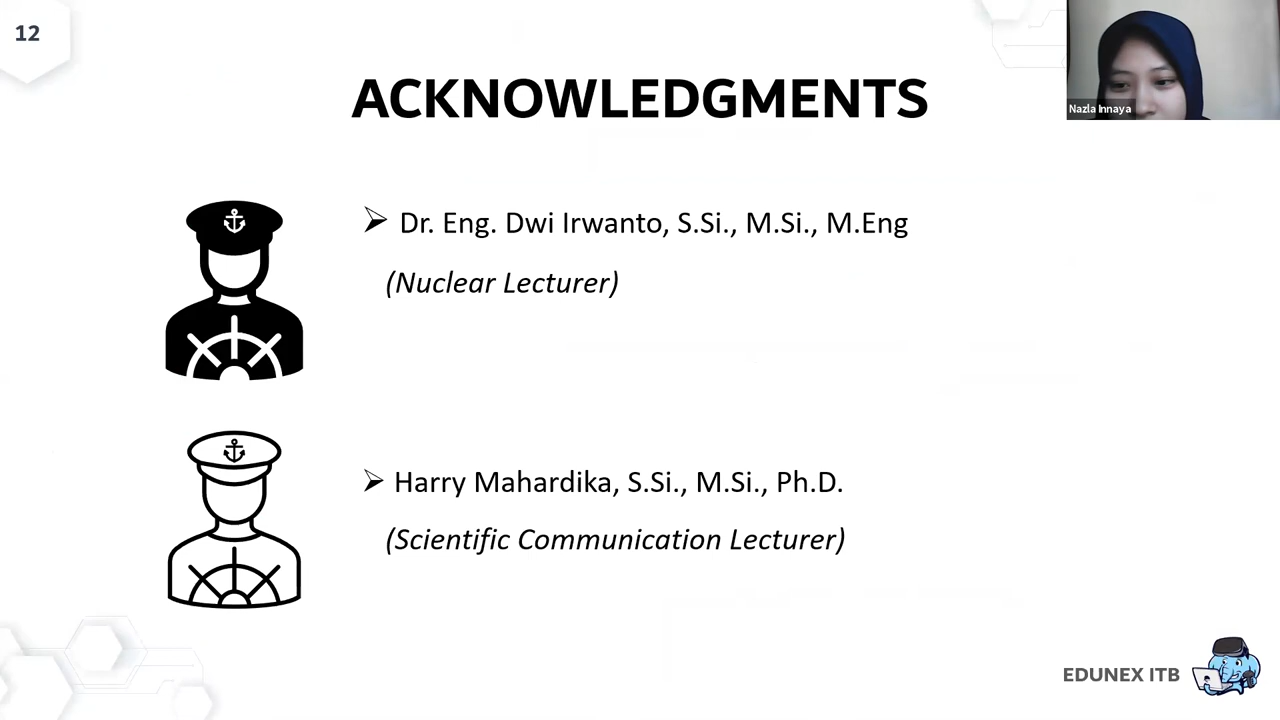 12
ACKNOWLEDGMENTS
Nazla Innaya
➢ Dr. Eng. Dwi Irwanto, S.Si., M.Si., M.Eng
(Nuclear Lecturer)
➢ Harry Mahardika, S.Si., M.Si., Ph.D.
(Scientific Communication Lecturer)
EDUNEX ITB